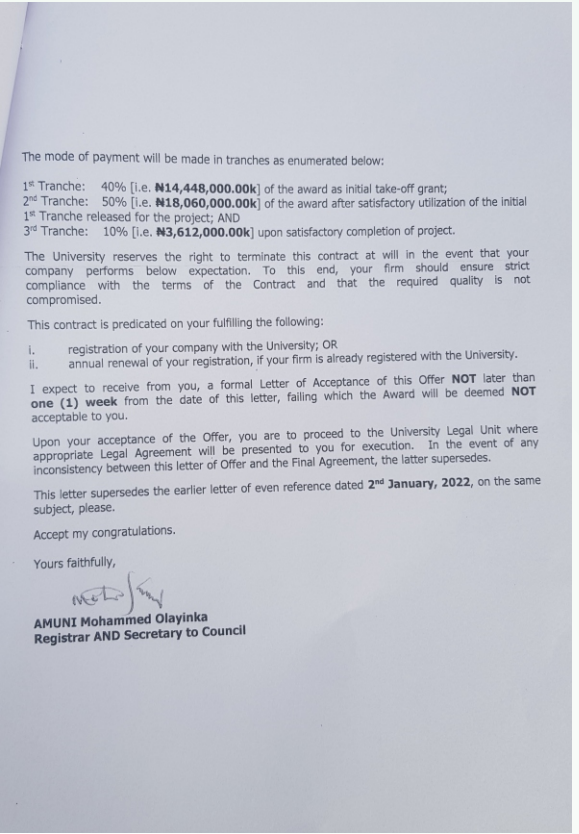 The mode of payment will be made in tranches as enumerated below:
1st Tranche: 40% [i.e. ₦14,448,000.00k] of the award as initial take-off grant;
2nd Tranche: 50% [i.e. ₦18,060,000.00k] of the award after satisfactory utilization of the initial
1st Tranche released for the project; AND
3rd Tranche: 10% [i.e. ₦3,612,000.00k] upon satisfactory completion of project.
The University reserves the right to terminate this contract at will in the event that your
company performs below expectation. To this end, your firm should ensure strict
compliance with the terms of the Contract and that the required quality is not
compromised.
This contract is predicated on your fulfilling the following:
i. registration of your company with the University; OR
ii. annual renewal of your registration, if your firm is already registered with the University.
I expect to receive from you, a formal Letter of Acceptance of this Offer NOT later than
one (1) week from the date of this letter, failing which the Award will be deemed NOT
acceptable to you.
Upon your acceptance of the Offer, you are to proceed to the University Legal Unit where
appropriate Legal Agreement will be presented to you for execution. In the event of any
inconsistency between this letter of Offer and the Final Agreement, the latter supersedes.
This letter supersedes the earlier letter of even reference dated 2nd January, 2022, on the same
subject, please.
Accept my congratulations.
Yours faithfully,
AMUNI Mohammed Olayinka
Registrar AND Secretary to Council